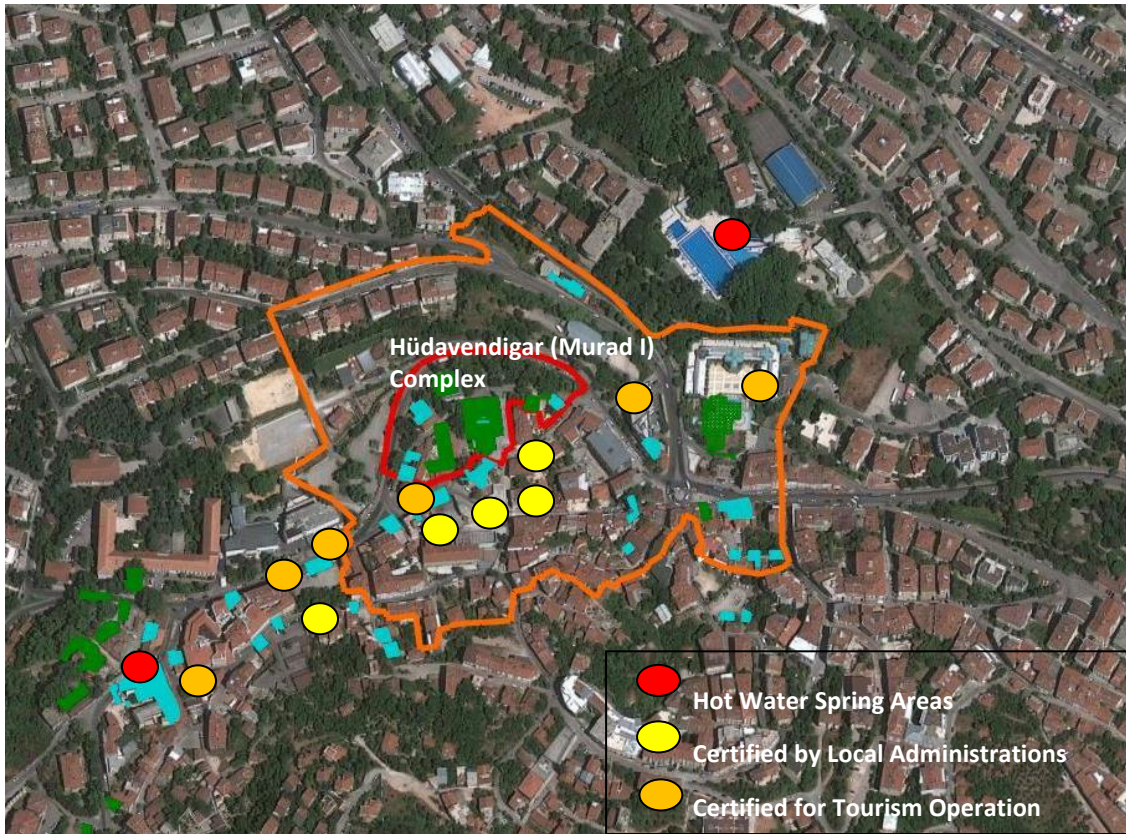 Hüdavendigar (Murad I)
Complex
Hot Water Spring Areas
Certified by Local Administrations
Certified for Tourism Operation